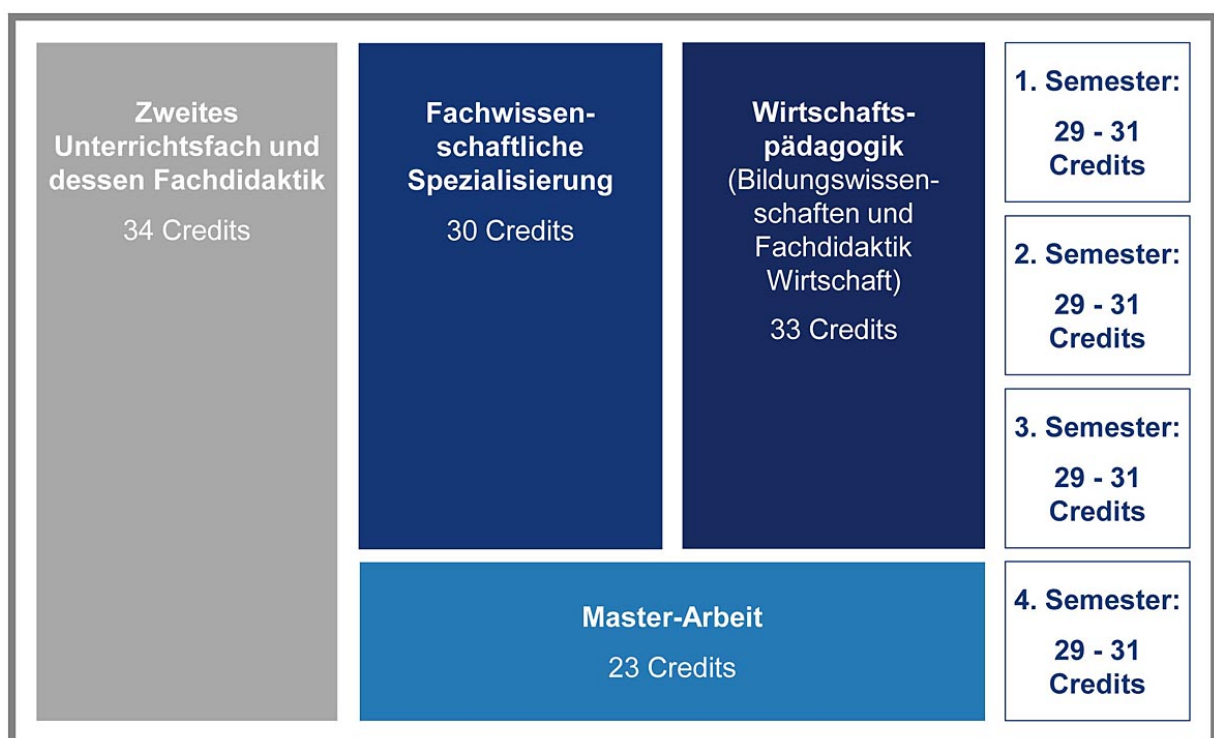 Zweites
Unterrichtsfach und
dessen Fachdidaktik
34 Credits
Fachwissen-
schaftliche
Spezialisierung
30 Credits
Wirtschafts-
pädagogik
(Bildungswissen-
schaften und
Fachdidaktik
Wirtschaft)
33 Credits
Master-Arbeit
23 Credits
1. Semester:
29 - 31
Credits
2. Semester:
29 - 31
Credits
3. Semester:
29 - 31
Credits
4. Semester:
29 - 31
Credits